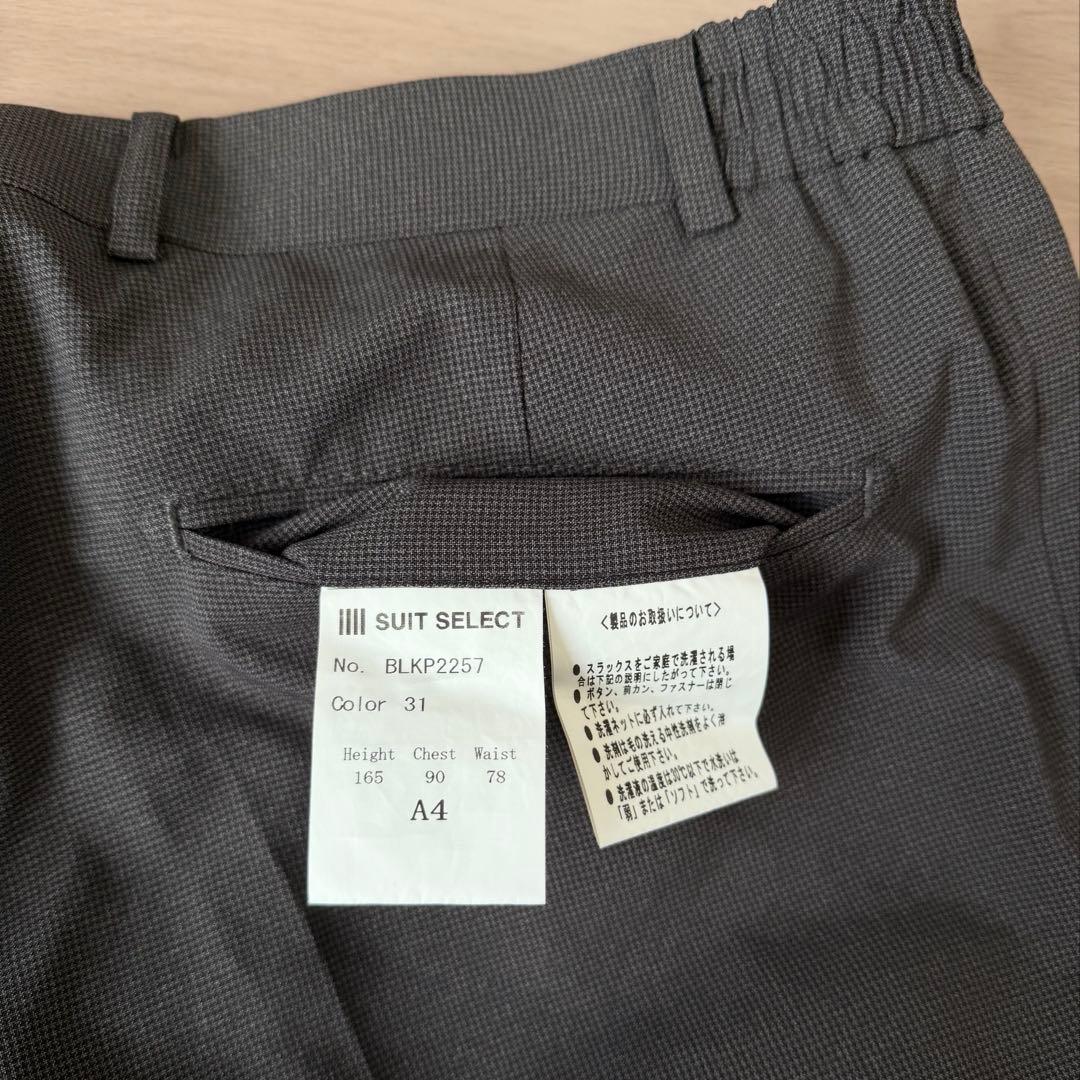 SUIT SELECT
No. BLKP2257
Color 31
Height Chest Waist
165 90 78
A4
<製品のお取扱いについて>
● スラックスをご家庭で洗濯される場
合は下記の説明にしたがって下さい。
● ボタン、前カン、ファスナーは閉じ
て下さい。
● 洗濯ネットに必ず入れて下さい。
● 洗剤は毛の洗える中性洗剤をよく溶
かしてご使用下さい。
● 洗濯液の温度は30℃以下で水洗いは
「弱」または「ソフト」で洗って下さい。